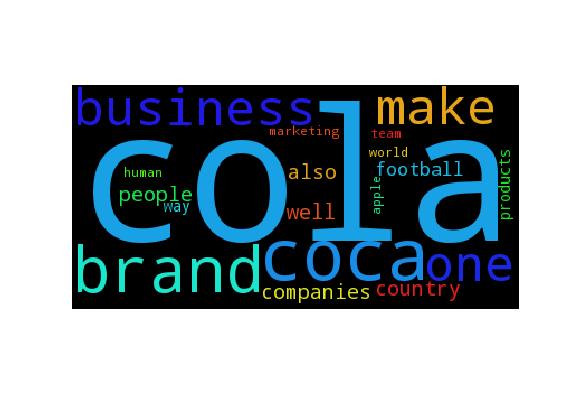 business
make
marketing
team
cola
world
human
also
football
products
people
apple
way
well
brand
coca
one
companies
country